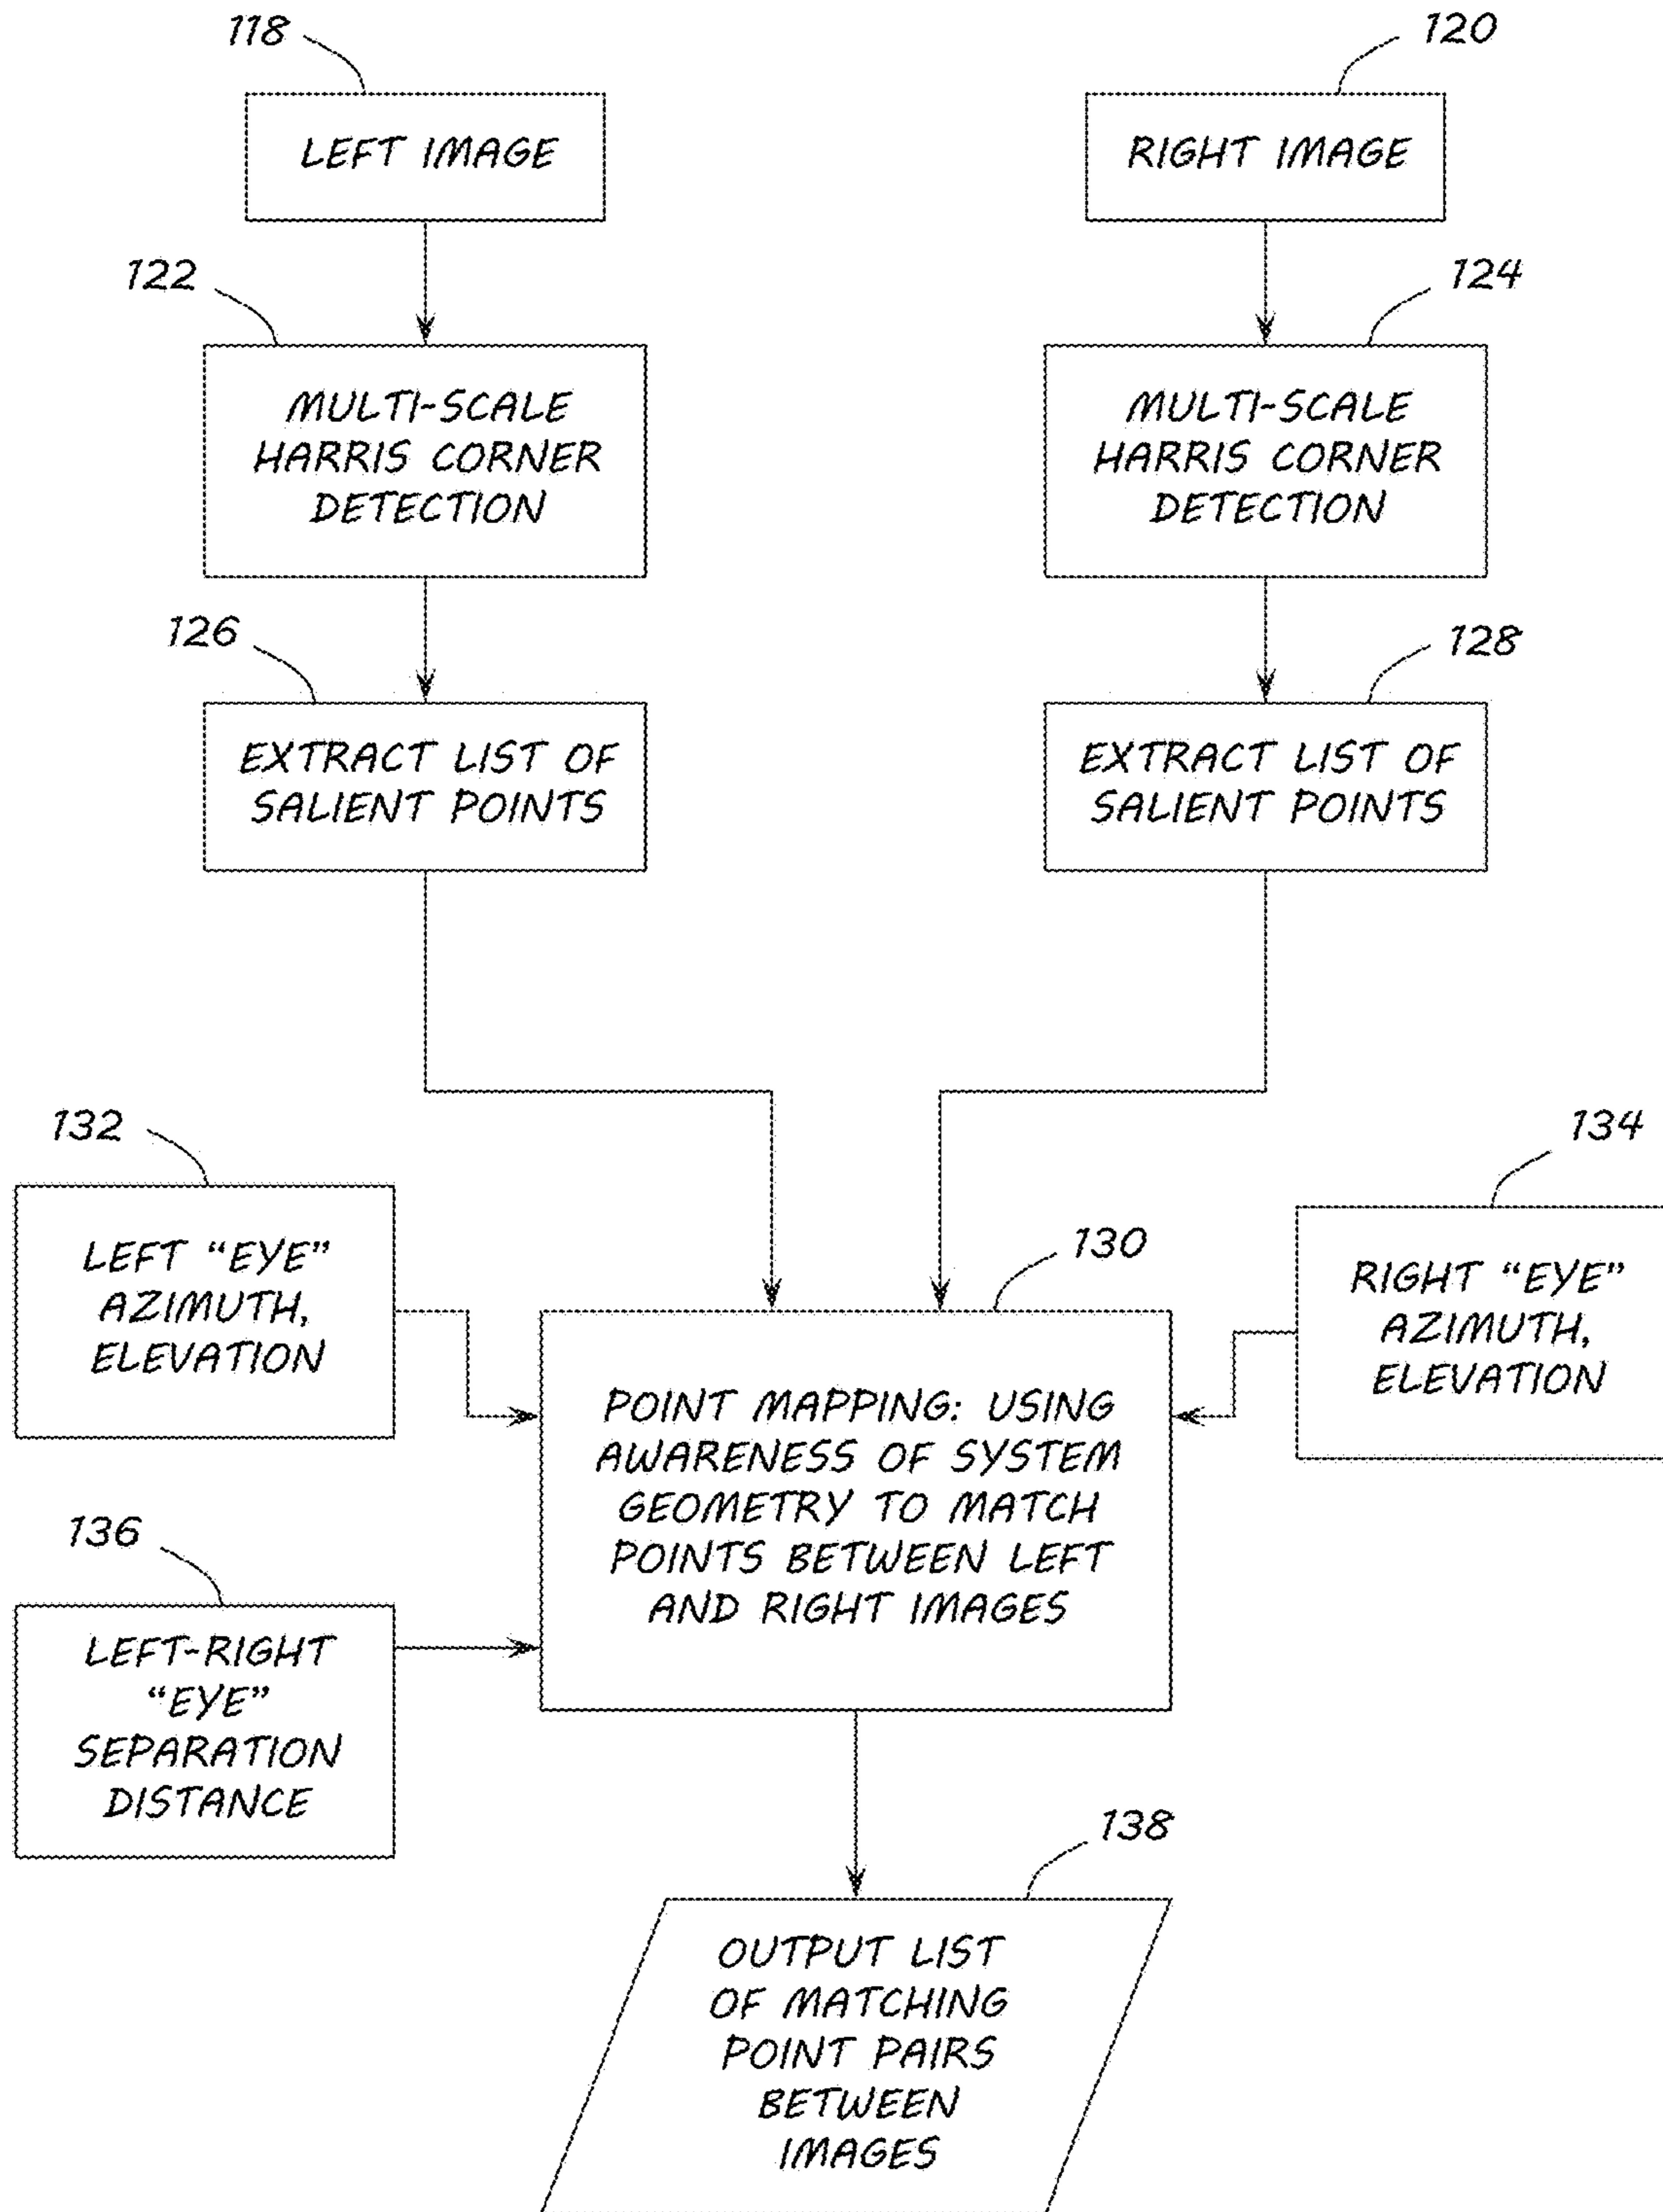 118
120
LEFT IMAGE
RIGHT IMAGE
122
124
MULTI-SCALE
HARRIS CORNER
DETECTION
MULTI-SCALE
HARRIS CORNER
DETECTION
126
128
EXTRACT LIST OF
SALIENT POINTS
EXTRACT LIST OF
SALIENT POINTS
132
134
LEFT “EYE”
AZIMUTH,
ELEVATION
130
RIGHT “EYE”
AZIMUTH,
ELEVATION
POINT MAPPING: USING
AWARENESS OF SYSTEM
GEOMETRY TO MATCH
POINTS BETWEEN LEFT
AND RIGHT IMAGES
136
LEFT-RIGHT
“EYE”
SEPARATION
DISTANCE
138
OUTPUT LIST
OF MATCHING
POINT PAIRS
BETWEEN
IMAGES